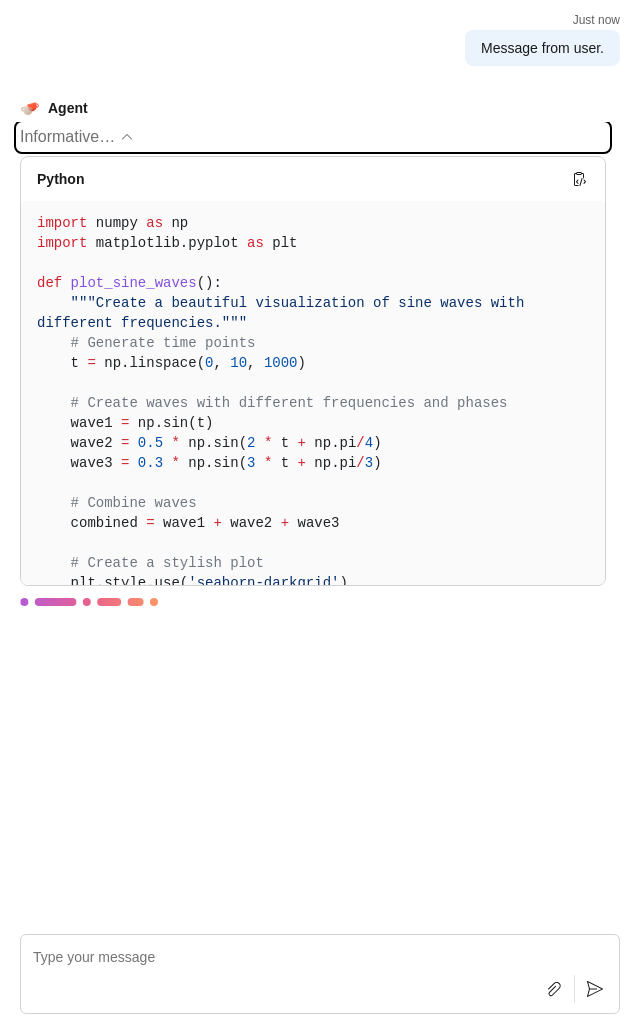 Just now
Message from user.
Agent
Informative…
Python
import numpy as np
import matplotlib.pyplot as plt
def plot_sine_waves():
    """Create a beautiful visualization of sine waves with
different frequencies."""
    # Generate time points
    t = np.linspace(0, 10, 1000)
    # Create waves with different frequencies and phases
    wave1 = np.sin(t)
    wave2 = 0.5 * np.sin(2 * t + np.pi/4)
    wave3 = 0.3 * np.sin(3 * t + np.pi/3)
    # Combine waves
    combined = wave1 + wave2 + wave3
    # Create a stylish plot
    plt.style.use('seaborn-darkgrid')
Type your message